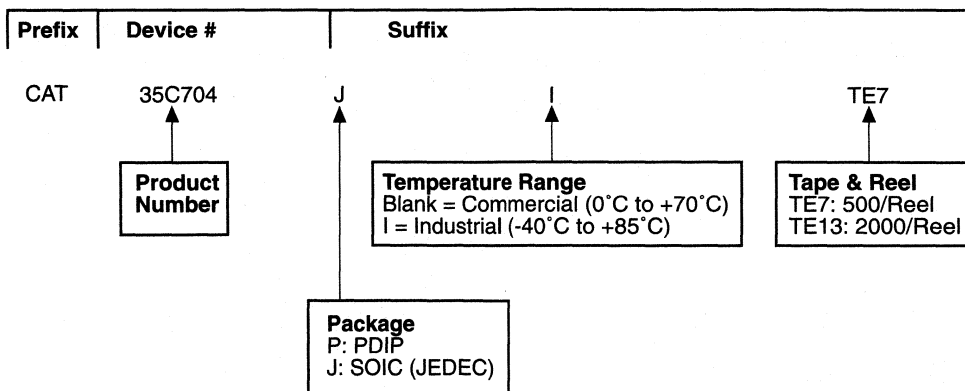 Prefix Device # Suffix
CAT 35C704 J I TE7
Product
Number
Temperature Range
Blank = Commercial (0˚C to +70˚C)
I = Industrial (-40˚C to +85˚C)
Tape & Reel
TE7: 500/Reel
TE13: 2000/Reel
Package
P: PDIP
J: SOIC (JEDEC)